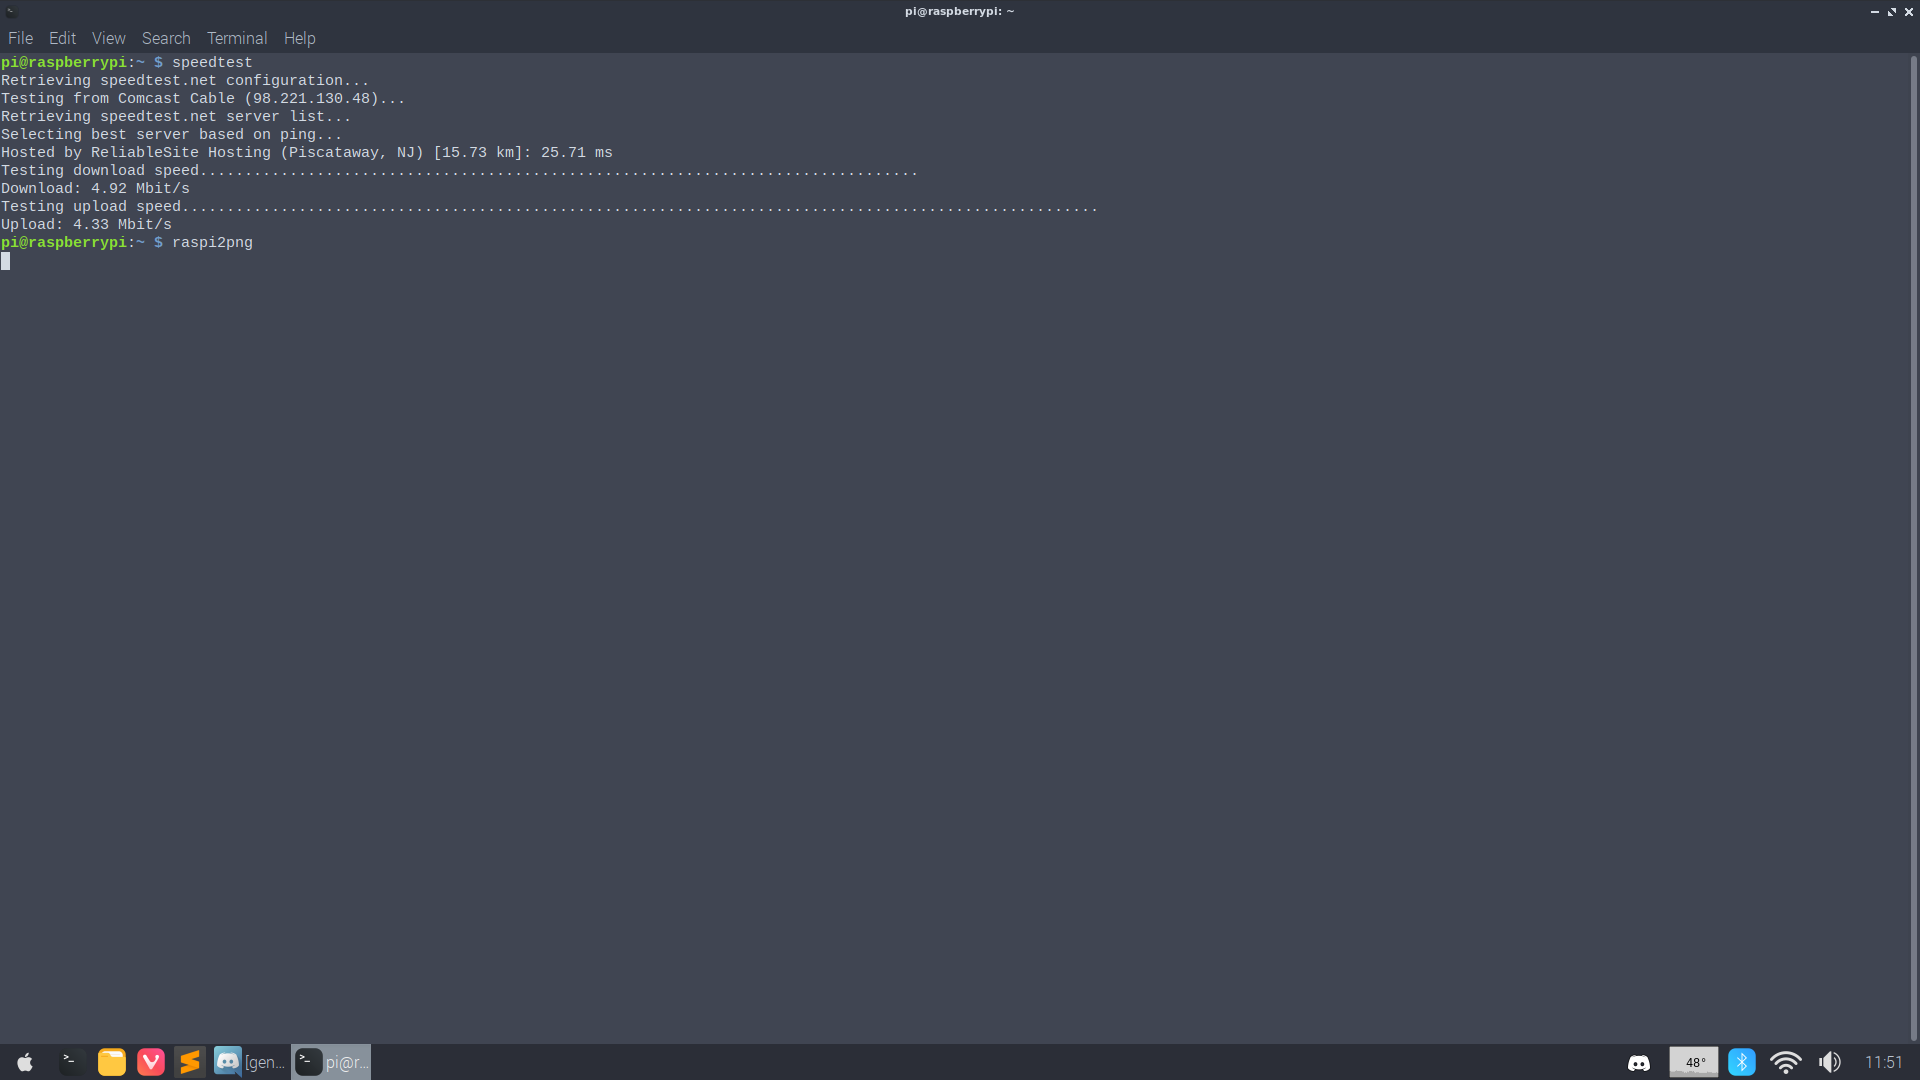 pi@raspberrypi: ~
File Edit View Search Terminal Help
pi@raspberrypi:~ $ speedtest
Retrieving speedtest.net configuration...
Testing from Comcast Cable (98.221.130.48)...
Retrieving speedtest.net server list...
Selecting best server based on ping...
Hosted by ReliableSite Hosting (Piscataway, NJ) [15.73 km]: 25.71 ms
Testing download speed................................................................................
Download: 4.92 Mbit/s
Testing upload speed......................................................................................................
Upload: 4.33 Mbit/s
pi@raspberrypi:~ $ raspi2png
[gen... pi@r... 48° 11:51